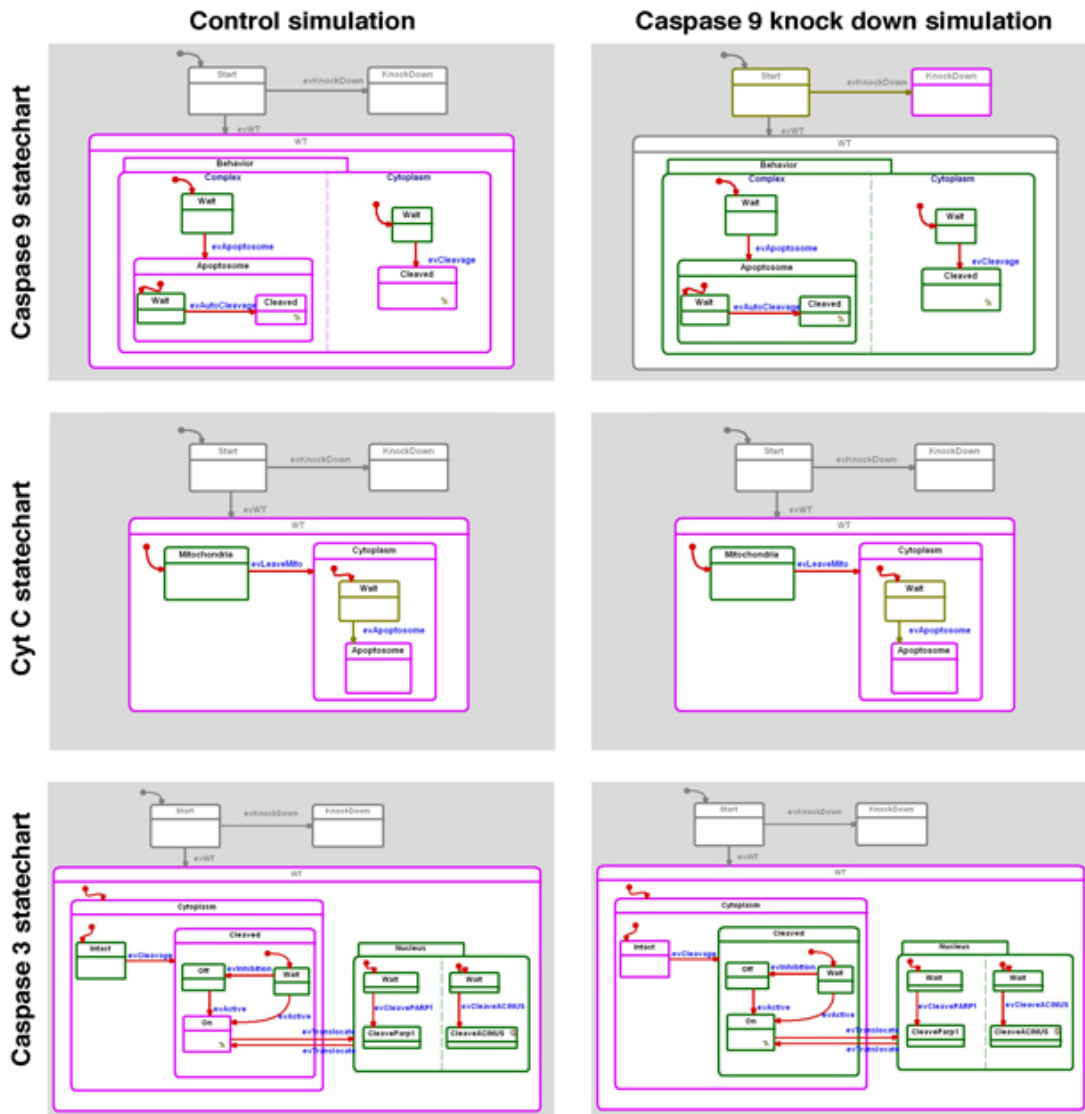 Control simulation
Caspase 9 knock down simulation
Caspase 9 statechart
Start
evKnockDown
KnockDown
evWT
WT
Behavior
Complex
Cytoplasm
Wait
Wait
evApoptosome
evCleavage
Apoptosome
Cleaved
Wait
evAutoCleavage
Cleaved
Start
evKnockDown
KnockDown
evWT
WT
Behavior
Complex
Cytoplasm
Wait
Wait
evApoptosome
evCleavage
Apoptosome
Cleaved
Wait
evAutoCleavage
Cleaved
Cyt C statechart
Start
evKnockDown
KnockDown
evWT
WT
Mitochondria
evLeaveMito
Cytoplasm
Wait
evApoptosome
Apoptosome
Start
evKnockDown
KnockDown
evWT
WT
Mitochondria
evLeaveMito
Cytoplasm
Wait
evApoptosome
Apoptosome
Caspase 3 statechart
Start
evKnockDown
KnockDown
evWT
WT
Cytoplasm
Intact
evCleavage
Cleaved
Off
evInhibition
Wait
evActive
evActive
On
evTranslocate
evTranslocate
Nucleus
Wait
Wait
evCleavePARP1
evCleaveACINUS
CleaveParp1
CleaveACINUS
Start
evKnockDown
KnockDown
evWT
WT
Cytoplasm
Intact
evCleavage
Cleaved
Off
evInhibition
Wait
evActive
evActive
On
evTranslocate
evTranslocate
Nucleus
Wait
Wait
evCleavePARP1
evCleaveACINUS
CleaveParp1
CleaveACINUS